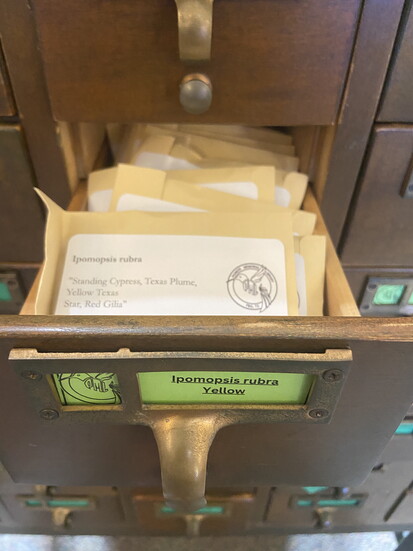 Ipomopsis rubra
"Standing Cypress, Texas Plume,
Yellow Texas
Star, Red Gilia"
Ipomopsis rubra
Yellow